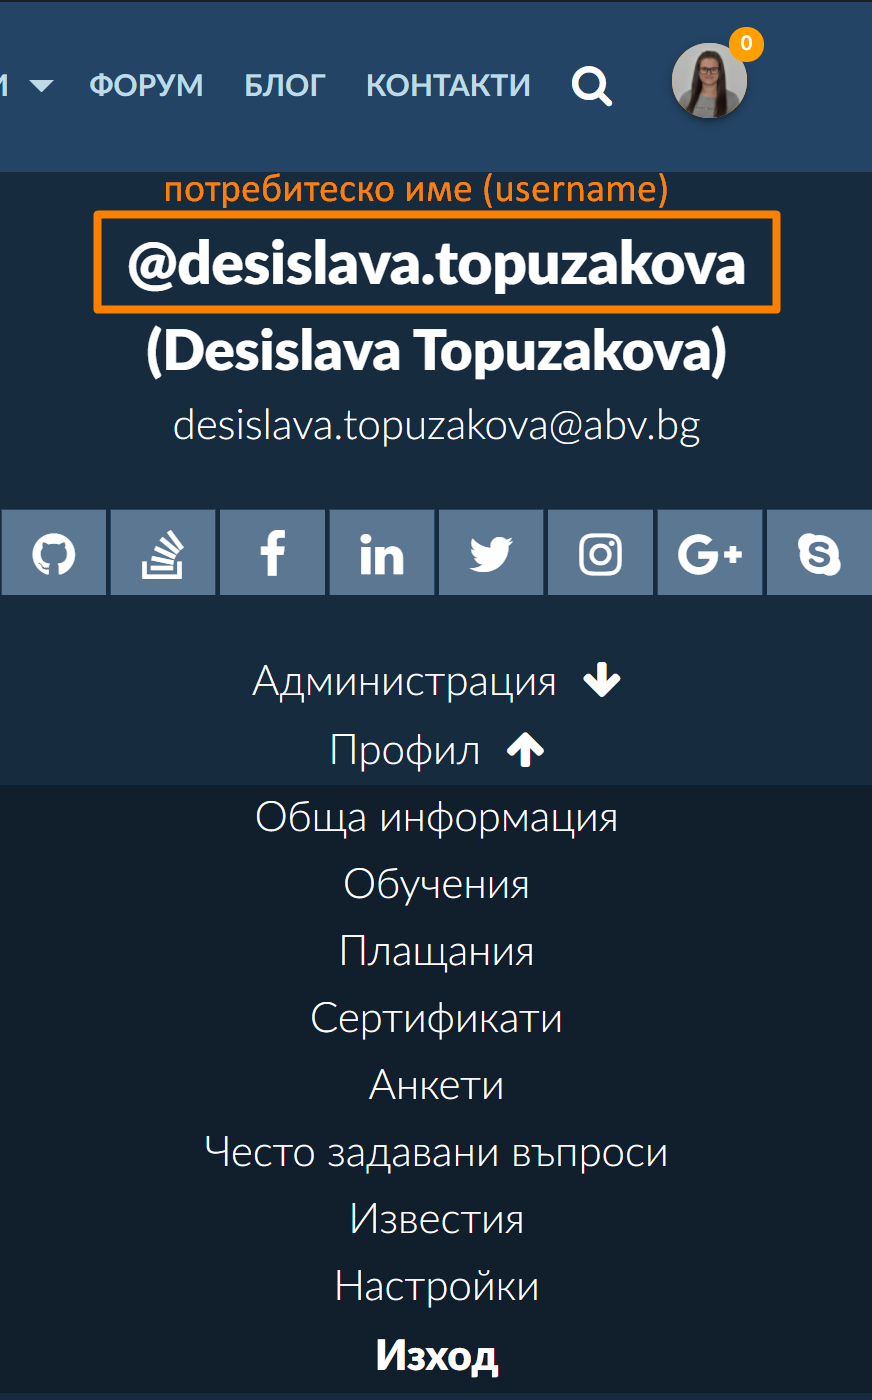 И ФОРУМ БЛОГ КОНТАКТИ 0
потребитеско име (username)
@desislava.topuzakova
(Desislava Topuzakova)
desislava.topuzakova@abv.bg
Администрация
Профил
Обща информация
Обучения
Плащания
Сертификати
Анкети
Често задавани въпроси
Известия
Настройки
Изход